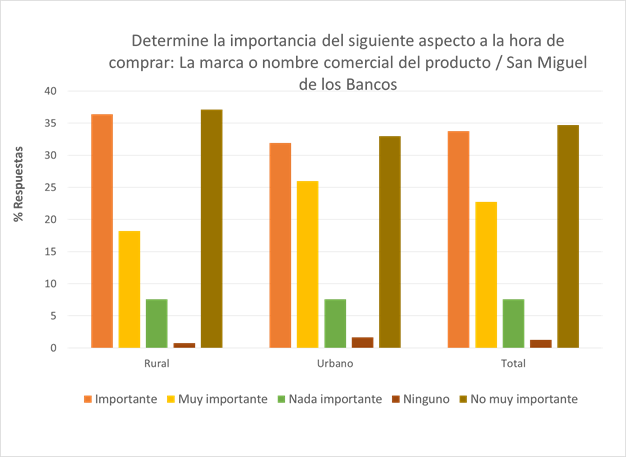 Determine la importancia del siguiente aspecto a la hora de
comprar: La marca o nombre comercial del producto / San Miguel
de los Bancos
% Respuestas
40
35
30
25
20
15
10
5
0
Rural Urbano Total
Importante Muy importante Nada importante Ninguno No muy importante